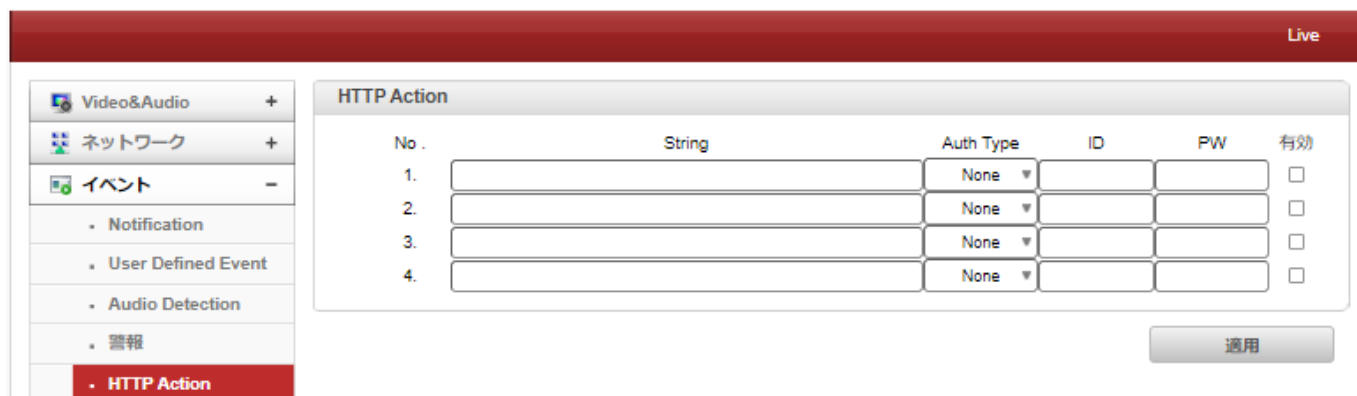 Live
Video&Audio +
ネットワーク +
イベント -
Notification
User Defined Event
Audio Detection
警報
HTTP Action
HTTP Action
No . String Auth Type ID PW 有効
1. None
2. None
3. None
4. None
適用